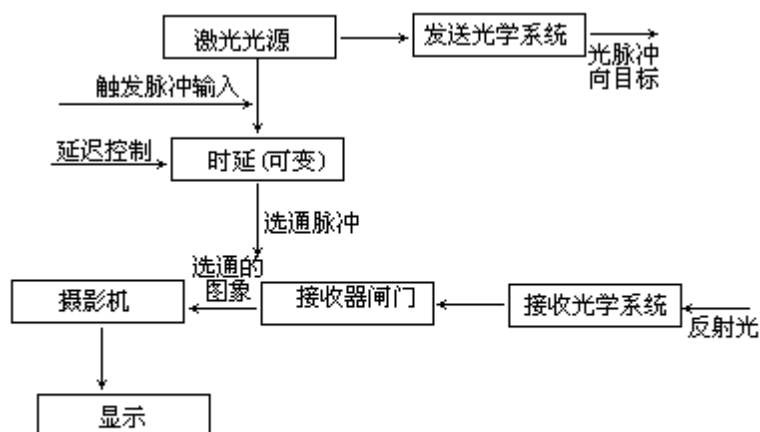 激光光源
发送光学系统
光脉冲
向目标
触发脉冲输入
延迟控制
时延(可变)
选通脉冲
选通的
图象
摄影机
接收器闸门
接收光学系统
反射光
显示